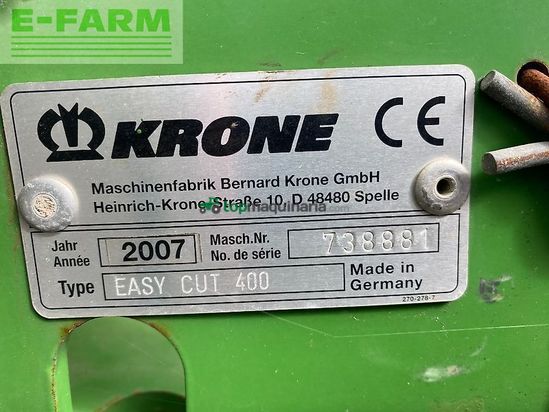 E-FARM
KRONE CE
Maschinenfabrik Bernard Krone GmbH
Heinrich-Krone-Straße 10, D 48480 Spelle
topmaquinaria.com
Jahr
Année
2007
Masch.Nr.
No. de série
738881
Type
EASY CUT 400
Made in
Germany
270-278-7